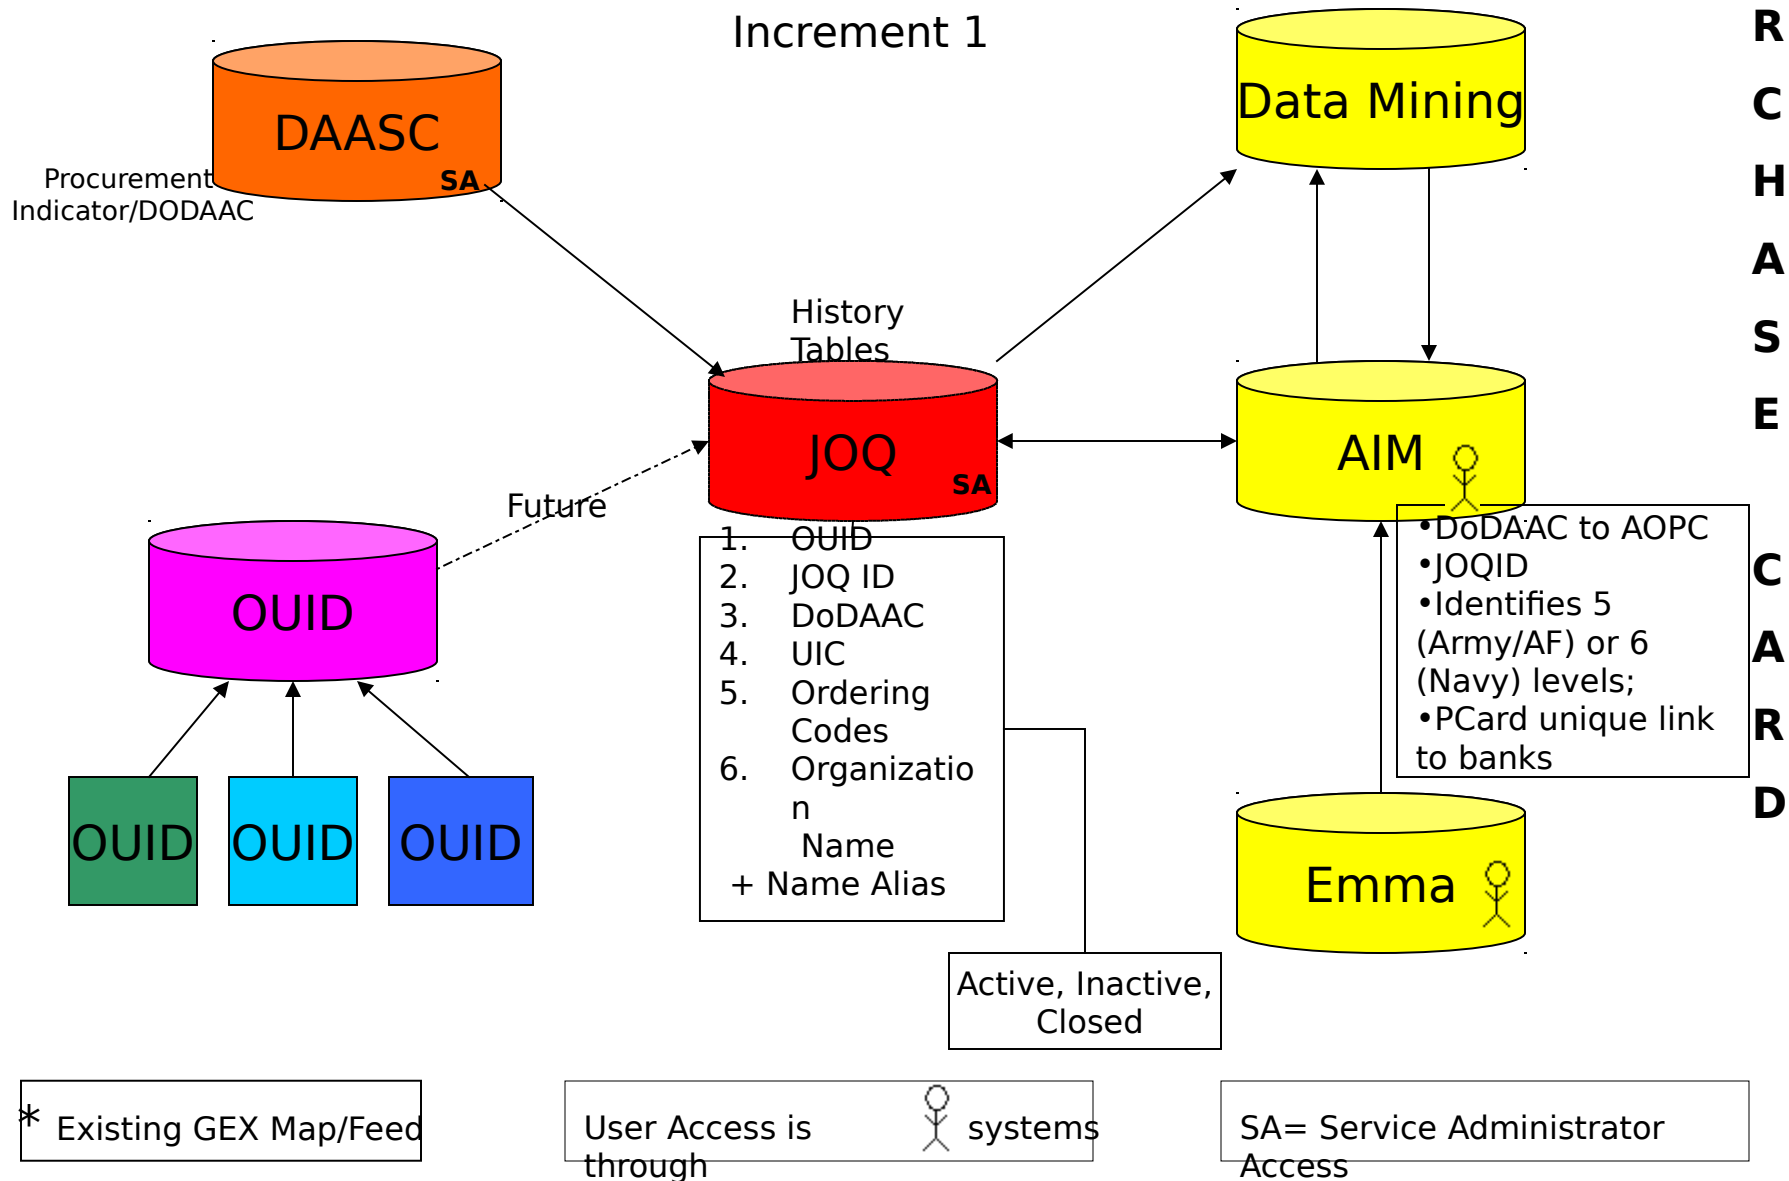 Increment 1
DAASC
SA
Procurement
Indicator/DODAAC
Data Mining
History
Tables
JOQ
SA
AIM
Future
OUID
OUID
OUID
OUID
1. OUID
2. JOQ ID
3. DoDAAC
4. UIC
5. Ordering
Codes
6. Organizatio
n
Name
+ Name Alias
•DoDAAC to AOPC
•JOQID
•Identifies 5
(Army/AF) or 6
(Navy) levels;
•PCard unique link
to banks
Emma
Active, Inactive,
Closed
R
C
H
A
S
E
C
A
R
D
* Existing GEX Map/Feed
User Access is systems
through
SA= Service Administrator
Access